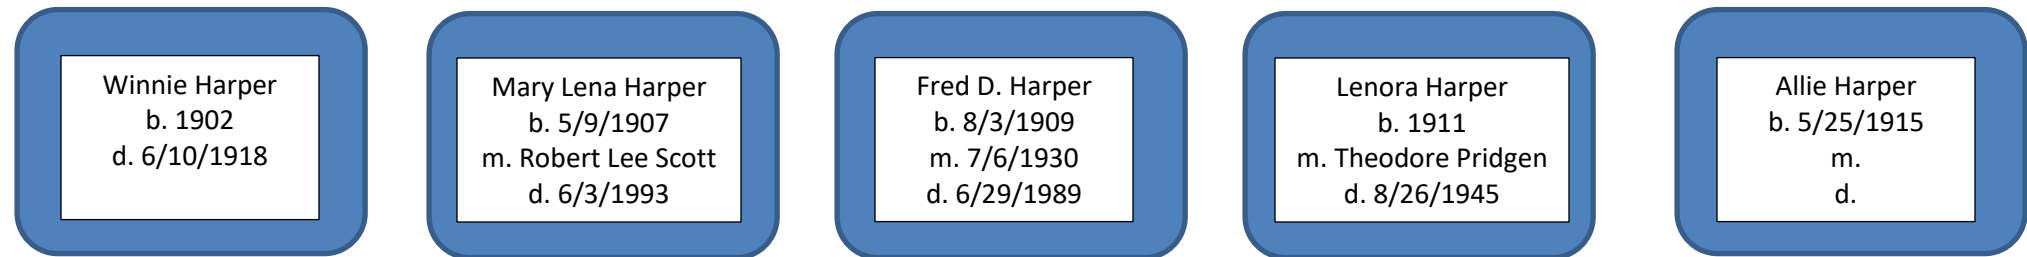 Winnie Harper
b. 1902
d. 6/10/1918
Mary Lena Harper
b. 5/9/1907
m. Robert Lee Scott
d. 6/3/1993
Fred D. Harper
b. 8/3/1909
m. 7/6/1930
d. 6/29/1989
Lenora Harper
b. 1911
m. Theodore Pridgen
d. 8/26/1945
Allie Harper
b. 5/25/1915
m.
d.